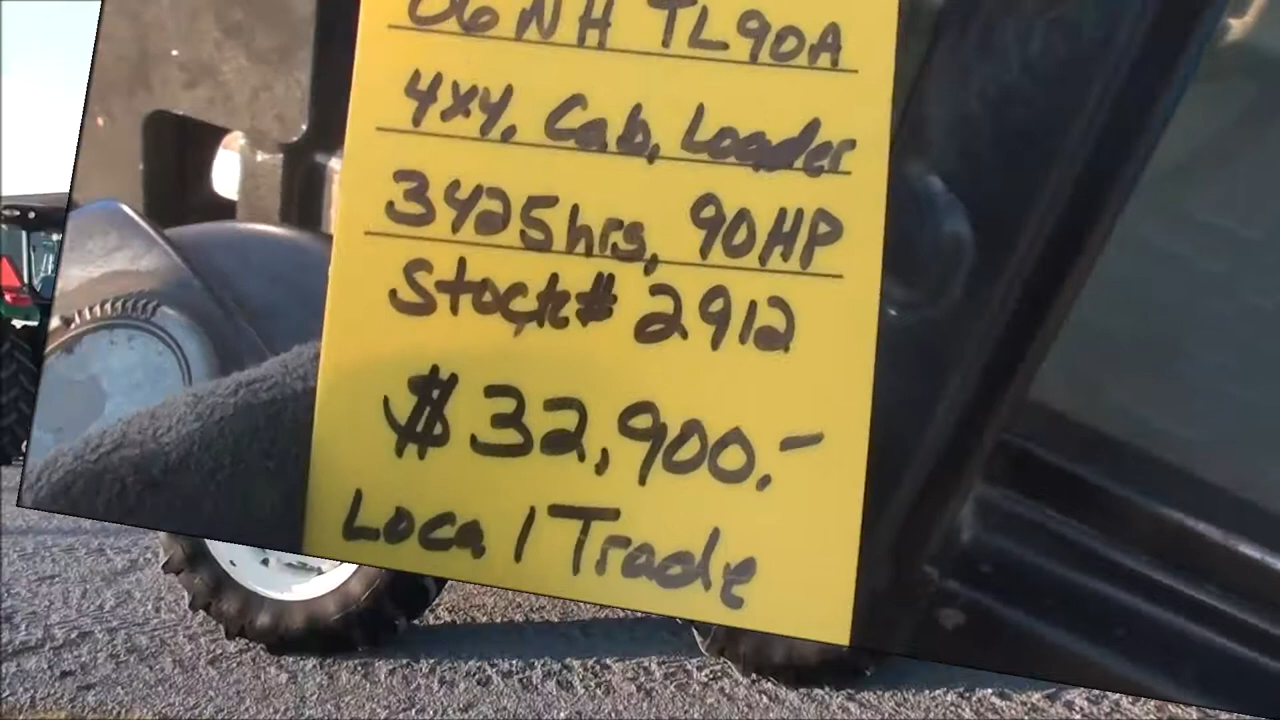 06 NH TL90A
4x4, Cab, Loader
3425hrs, 90HP
Stock# 2912
$32,900.-
Local Trade